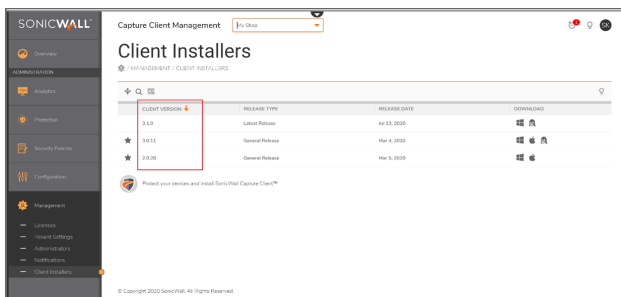 SONICWALL
Capture Client Management
My Shop
SK
Overview
ADMINISTRATION
Analytics
Protection
Security Policies
Configuration
Management
Licenses
Tenant Settings
Administrators
Notifications
Client Installers
Client Installers
/ MANAGEMENT / CLIENT INSTALLERS
CLIENT VERSION RELEASE TYPE RELEASE DATE DOWNLOAD
3.1.0 Latest Release Jul 13, 2020
3.0.11 General Release Mar 4, 2020
2.0.28 General Release Mar 5, 2020
Protect your devices and install SonicWall Capture Client™
© Copyright 2020 SonicWall. All Rights Reserved.